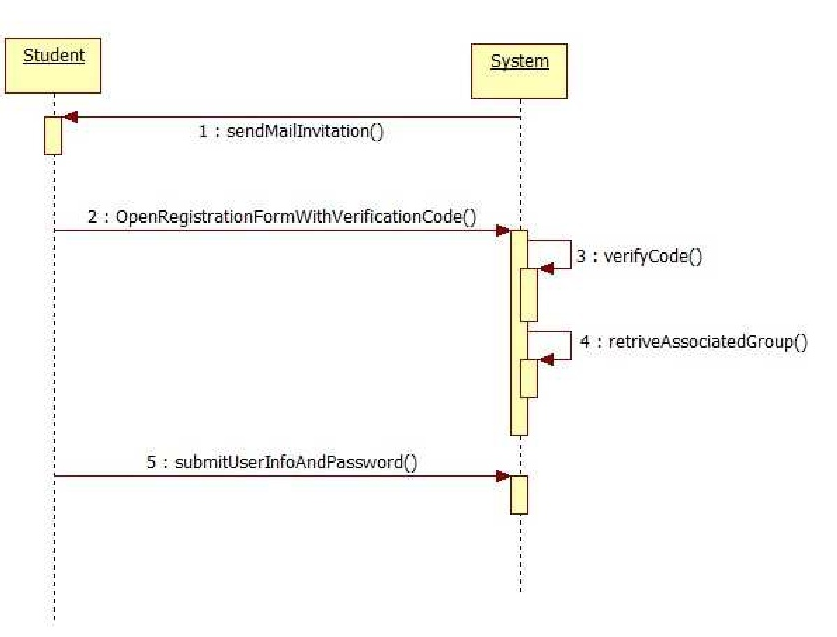 Student
System
1 : sendMailInvitation()
2 : OpenRegistrationFormWithVerificationCode()
3 : verifyCode()
4 : retriveAssociatedGroup()
5 : submitUserInfoAndPassword()